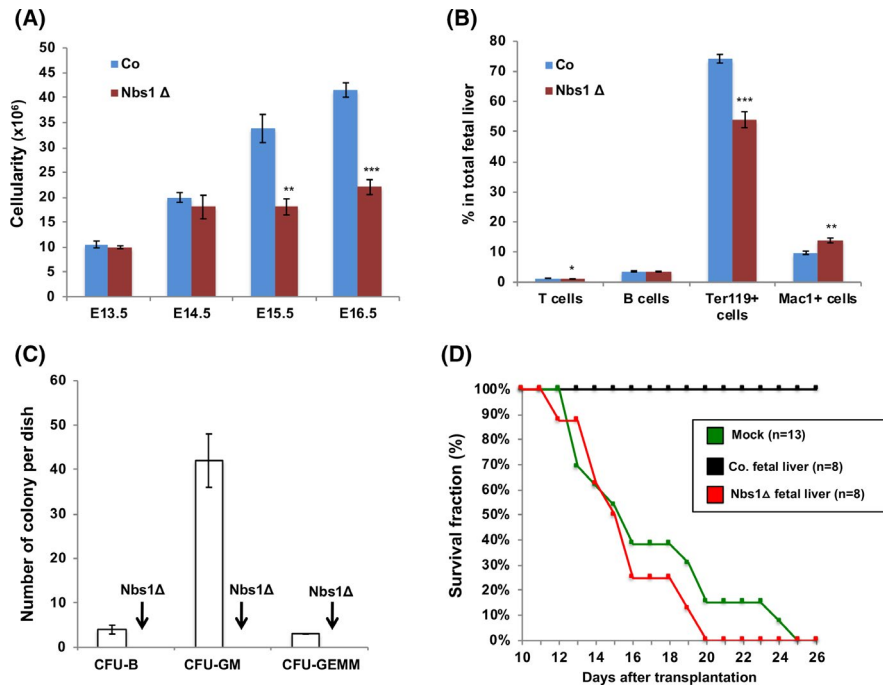 (A)
Cellularity (x10⁶)
50
45
40
35
30
25
20
15
10
5
0
Co
Nbs1 Δ
**
***
E13.5 E14.5 E15.5 E16.5
(B)
% in total fetal liver
80
70
60
50
40
30
20
10
0
Co
Nbs1 Δ
*
***
**
T cells B cells Ter119+ Mac1+ cells
cells
(C)
Number of colony per dish
60
50
40
30
20
10
0
Nbs1Δ Nbs1Δ Nbs1Δ
CFU-B CFU-GM CFU-GEMM
(D)
Survival fraction (%)
100%
90%
80%
70%
60%
50%
40%
30%
20%
10%
0%
Mock (n=13)
Co. fetal liver (n=8)
Nbs1Δ fetal liver (n=8)
10 12 14 16 18 20 22 24 26
Days after transplantation